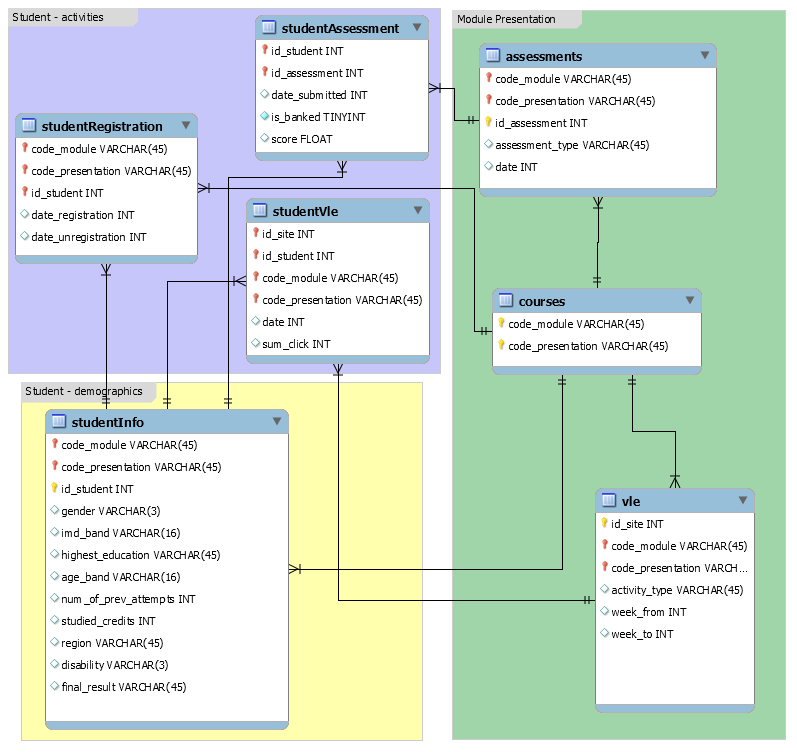 Student - activities
studentAssessment
id_student INT
id_assessment INT
date_submitted INT
is_banked TINYINT
score FLOAT
studentRegistration
code_module VARCHAR(45)
code_presentation VARCHAR(45)
id_student INT
date_registration INT
date_unregistration INT
studentVle
id_site INT
id_student INT
code_module VARCHAR(45)
code_presentation VARCHAR(45)
date INT
sum_click INT
Student - demographics
studentInfo
code_module VARCHAR(45)
code_presentation VARCHAR(45)
id_student INT
gender VARCHAR(3)
imd_band VARCHAR(16)
highest_education VARCHAR(45)
age_band VARCHAR(16)
num_of_prev_attempts INT
studied_credits INT
region VARCHAR(45)
disability VARCHAR(3)
final_result VARCHAR(45)
Module Presentation
assessments
code_module VARCHAR(45)
code_presentation VARCHAR(45)
id_assessment INT
assessment_type VARCHAR(45)
date INT
courses
code_module VARCHAR(45)
code_presentation VARCHAR(45)
vle
id_site INT
code_module VARCHAR(45)
code_presentation VARCH...
activity_type VARCHAR(45)
week_from INT
week_to INT